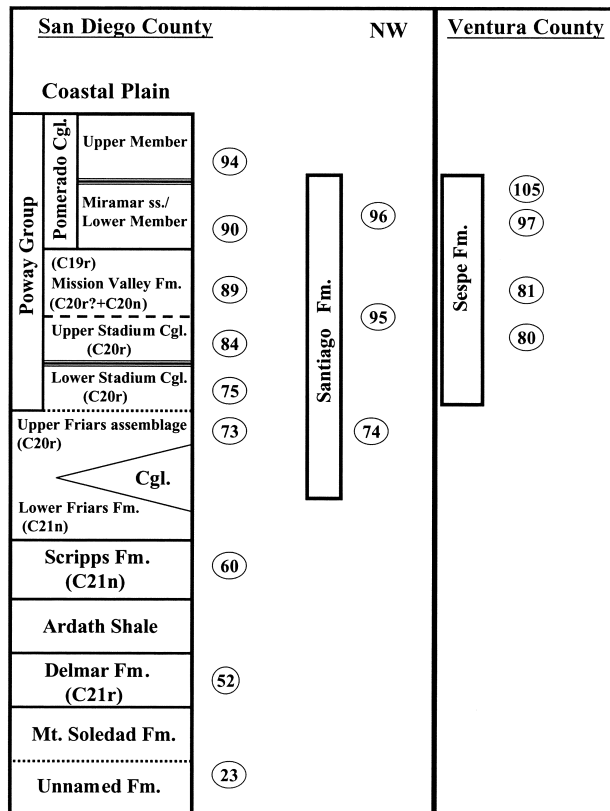 San Diego County
NW
Ventura County
Coastal Plain
Poway Group
Pomerado Cgl.
Upper Member
94
Miramar ss./
Lower Member
90
(C19r)
Mission Valley Fm.
(C20r?+C20n)
89
Upper Stadium Cgl.
(C20r)
84
Lower Stadium Cgl.
(C20r)
75
Upper Friars assemblage
(C20r)
73
Cgl.
Lower Friars Fm.
(C21n)
Scripps Fm.
(C21n)
60
Ardath Shale
Delmar Fm.
(C21r)
52
Mt. Soledad Fm.
Unnamed Fm.
23
Santiago Fm.
96
95
74
Sespe Fm.
105
97
81
80